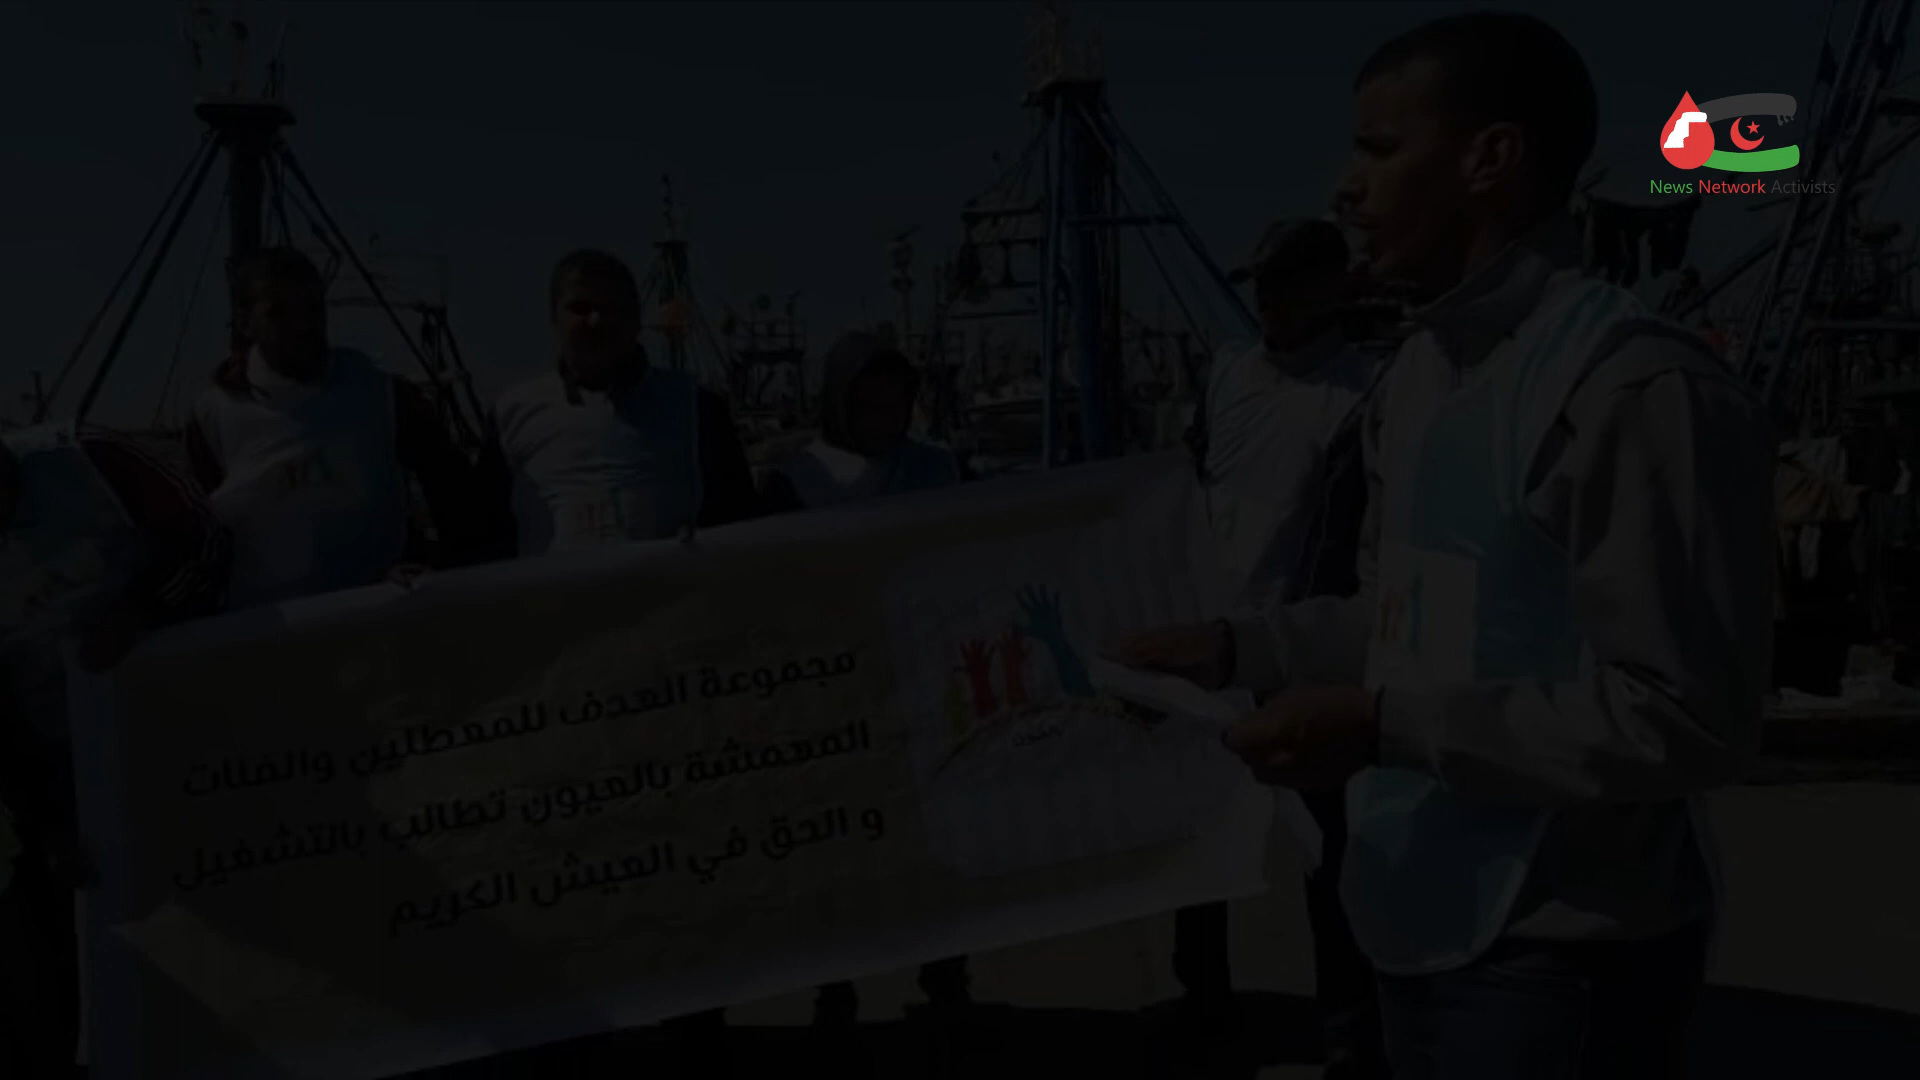 News Network Activists
مجموعة الهدف للمعطلين والفئات
المهمشة بالعيون تطالب بالتشغيل
و الحق في العيش الكريم